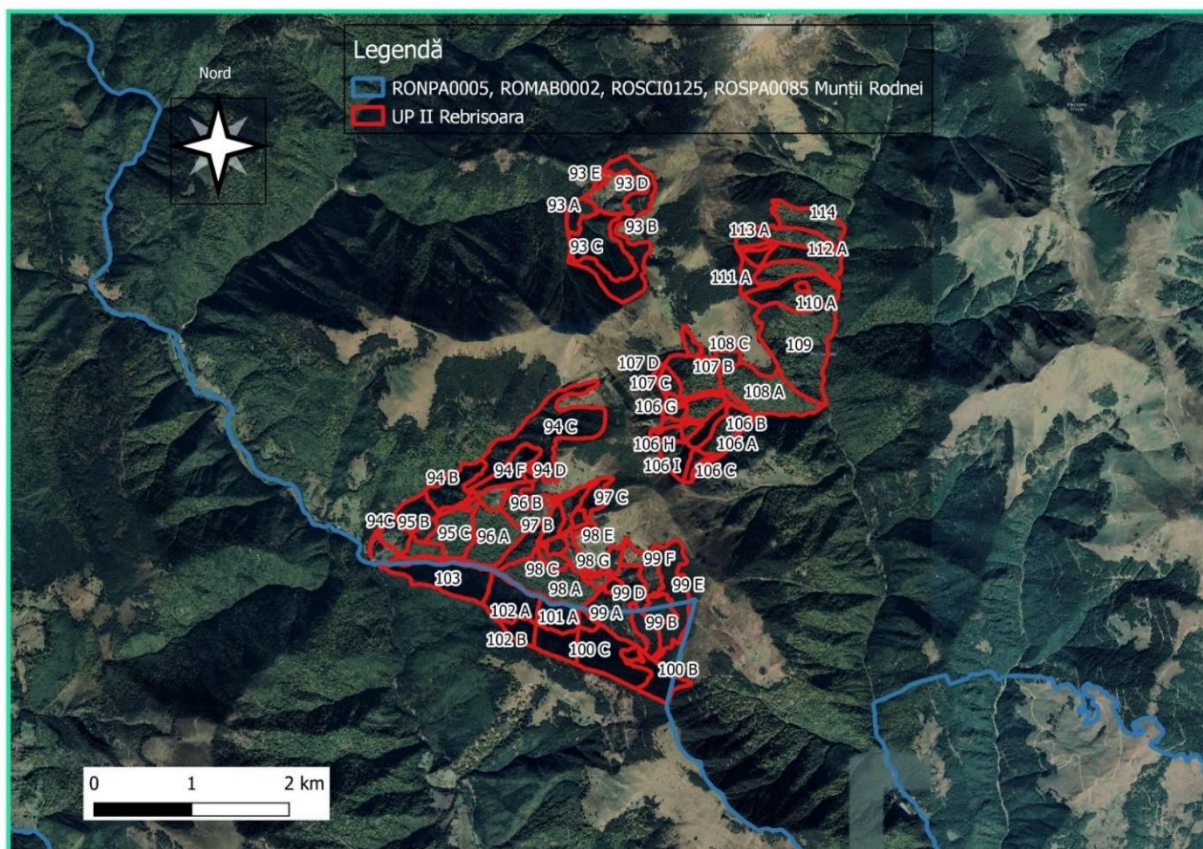 Legendă
Nord
RONPA0005, ROMAB0002, ROSCI0125, ROSPA0085 Munții Rodnei
UP II Rebrisoara
93 E
93 D
93 A
93 B
93 C
114
113 A
112 A
111 A
110 A
109
108 C
107 D
107 B
107 C
108 A
106 G
106 B
106 H
106 A
106 I
106 C
94 C
94 F
94 D
94 B
96 B
97 C
94C
95 B
95 C
96 A
97 B
98 E
98 G
98 C
99 F
103
98 A
99 D
99 E
102 A
101 A
99 A
99 B
102 B
100 C
100 B
0 1 2 km